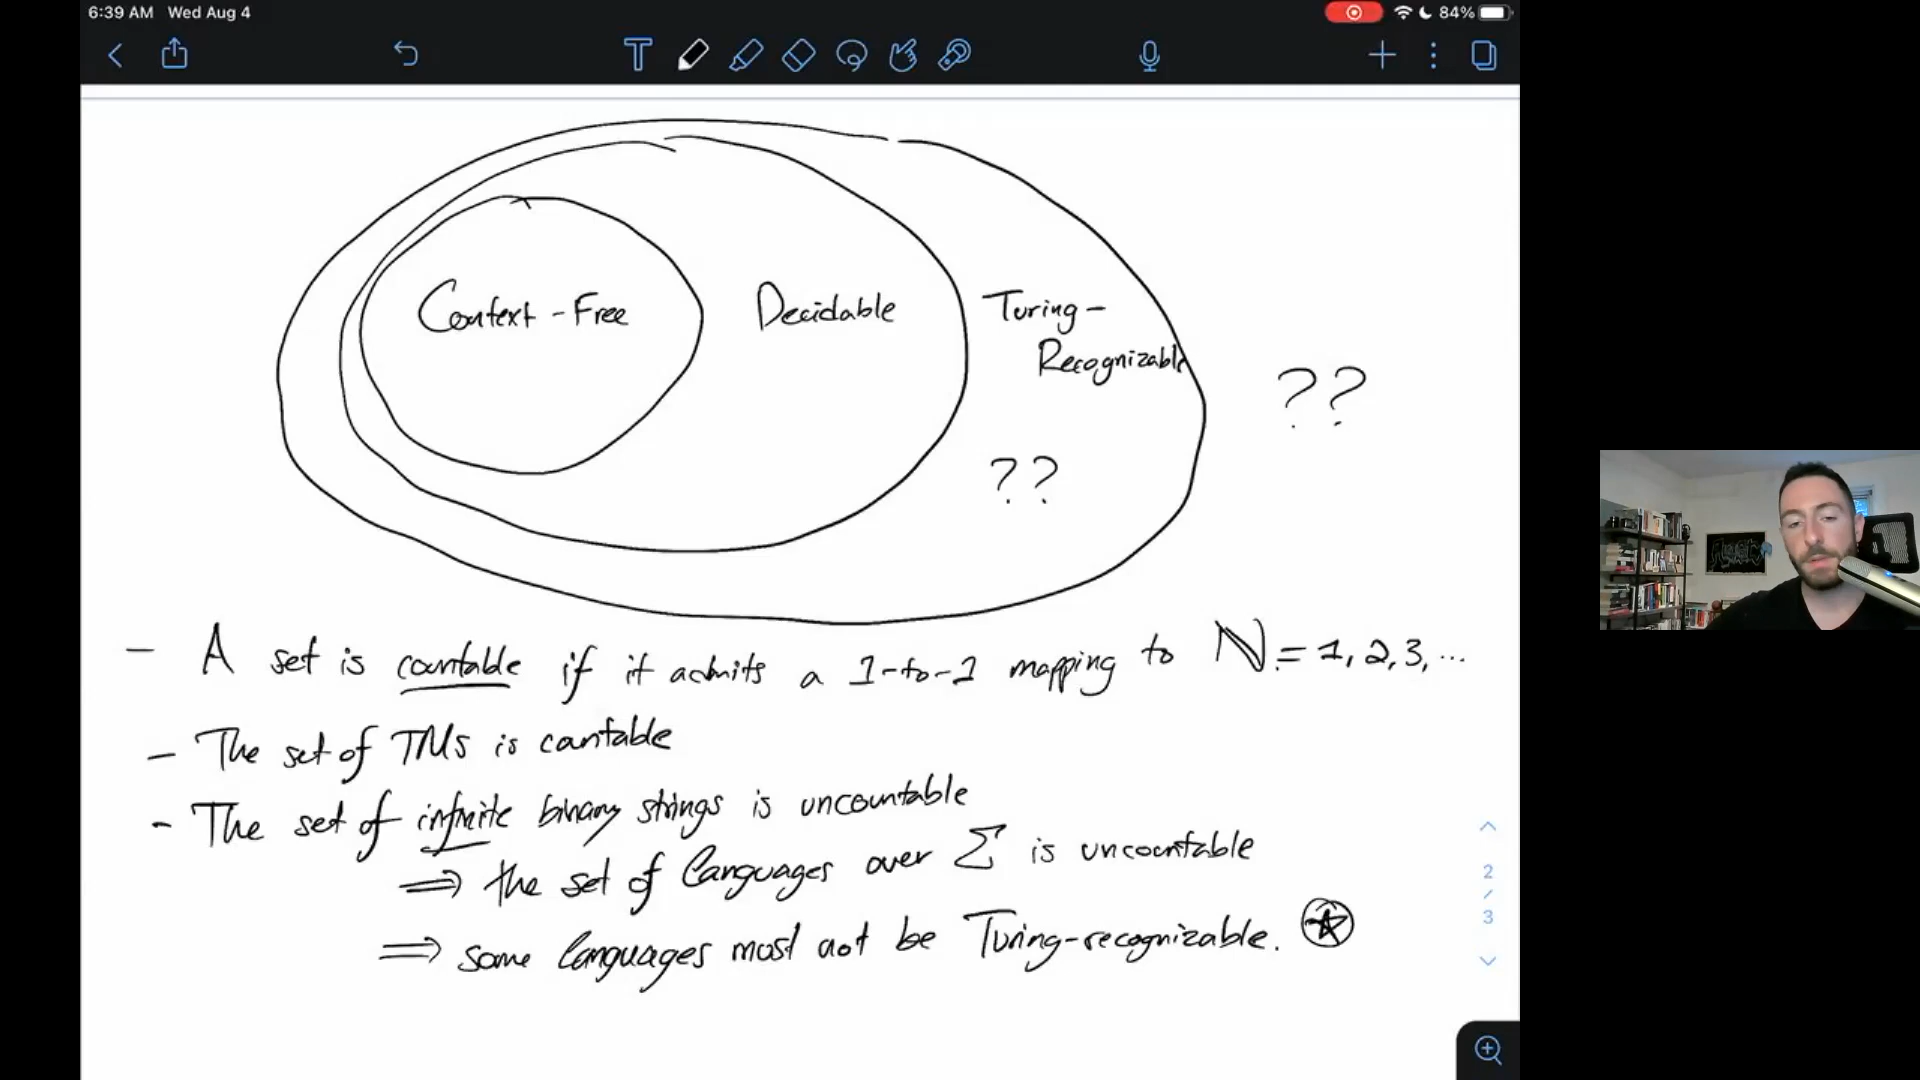 6:39 AM Wed Aug 4
84%
T
Context-Free
Decidable
Turing-
Recognizable
??
??
- A set is countable if it admits a 1-to-1 mapping to ℕ = 1, 2, 3, ...
- The set of TMs is countable
- The set of infinite binary strings is uncountable
⇒ the set of languages over Σ is uncountable
⇒ some languages must not be Turing-recognizable.
2
/
3